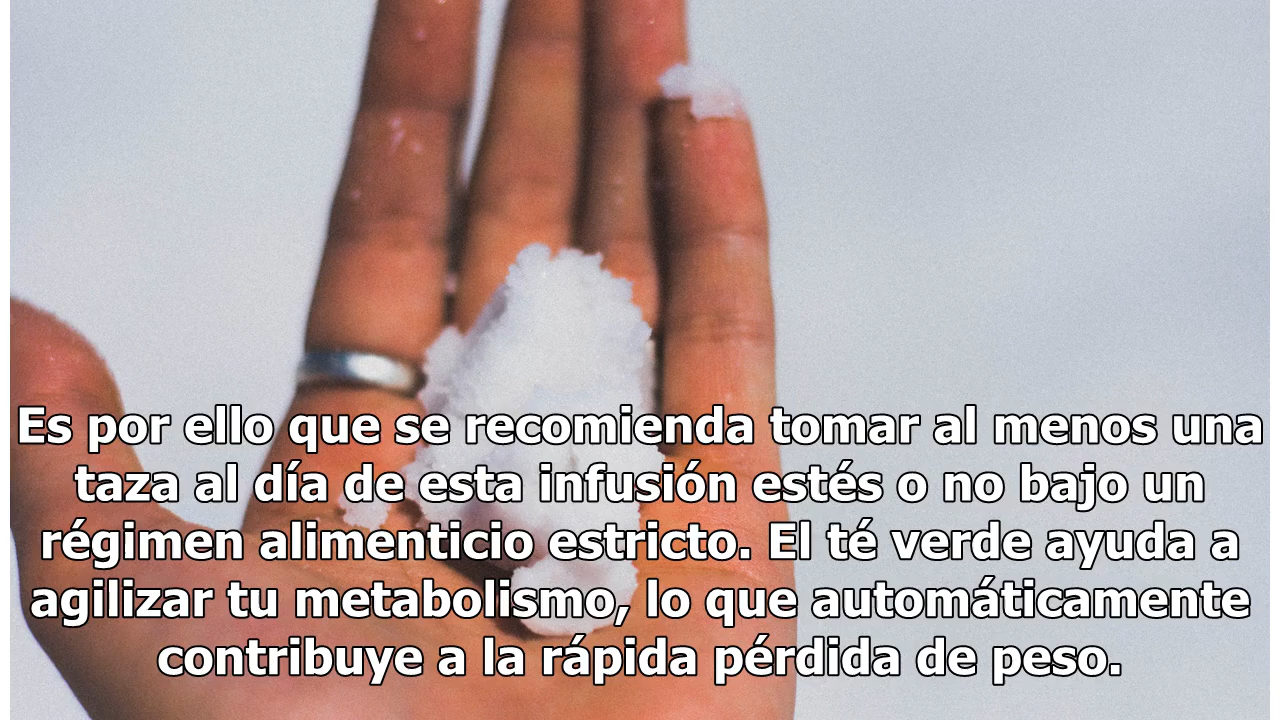 Es por ello que se recomienda tomar al menos una
taza al día de esta infusión estés o no bajo un
régimen alimenticio estricto. El té verde ayuda a
agilizar tu metabolismo, lo que automáticamente
contribuye a la rápida pérdida de peso.